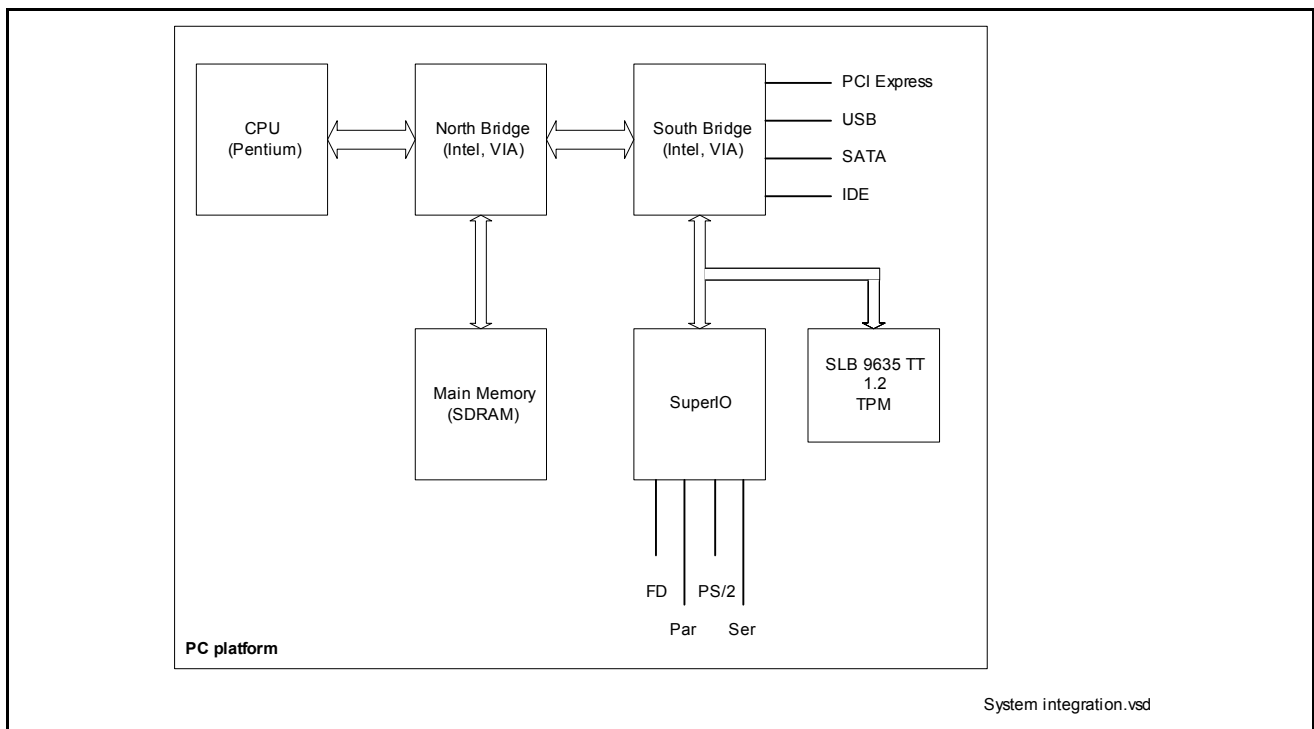 CPU
(Pentium)
North Bridge
(Intel, VIA)
South Bridge
(Intel, VIA)
PCI Express
USB
SATA
IDE
Main Memory
(SDRAM)
SuperIO
SLB 9635 TT
1.2
TPM
FD
PS/2
Par
Ser
PC platform
System integration.vsd